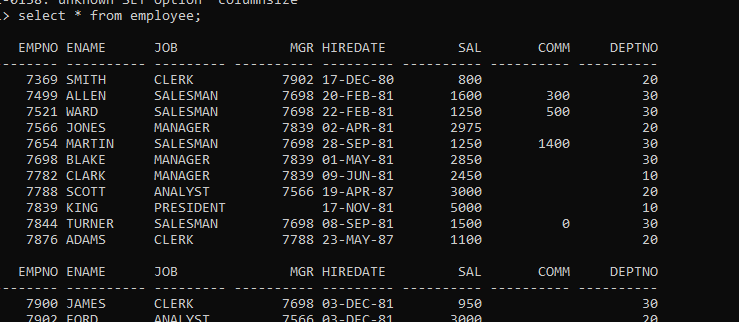 -0158: unknown SET option "columnsize"
> select * from employee;
EMPNO ENAME JOB MGR HIREDATE SAL COMM DEPTNO
------- ---------- --------- ---------- --------- ---------- ---------- ----------
7369 SMITH CLERK 7902 17-DEC-80 800 20
7499 ALLEN SALESMAN 7698 20-FEB-81 1600 300 30
7521 WARD SALESMAN 7698 22-FEB-81 1250 500 30
7566 JONES MANAGER 7839 02-APR-81 2975 20
7654 MARTIN SALESMAN 7698 28-SEP-81 1250 1400 30
7698 BLAKE MANAGER 7839 01-MAY-81 2850 30
7782 CLARK MANAGER 7839 09-JUN-81 2450 10
7788 SCOTT ANALYST 7566 19-APR-87 3000 20
7839 KING PRESIDENT 17-NOV-81 5000 10
7844 TURNER SALESMAN 7698 08-SEP-81 1500 0 30
7876 ADAMS CLERK 7788 23-MAY-87 1100 20
EMPNO ENAME JOB MGR HIREDATE SAL COMM DEPTNO
------- ---------- --------- ---------- --------- ---------- ---------- ----------
7900 JAMES CLERK 7698 03-DEC-81 950 30
7902 FORD ANALYST 7566 03-DEC-81 3000 20